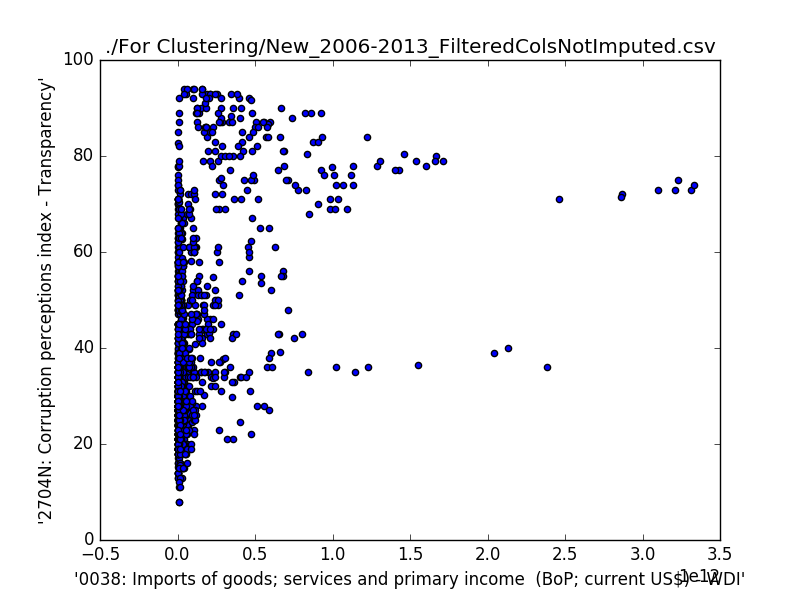 ./For Clustering/New_2006-2013_FilteredColsNotImputed.csv
100
80
60
40
20
0
'2704N: Corruption perceptions index - Transparency'
−0.5 0.0 0.5 1.0 1.5 2.0 2.5 3.0 3.5
1e12
'0038: Imports of goods; services and primary income (BoP; current US$) - WDI'